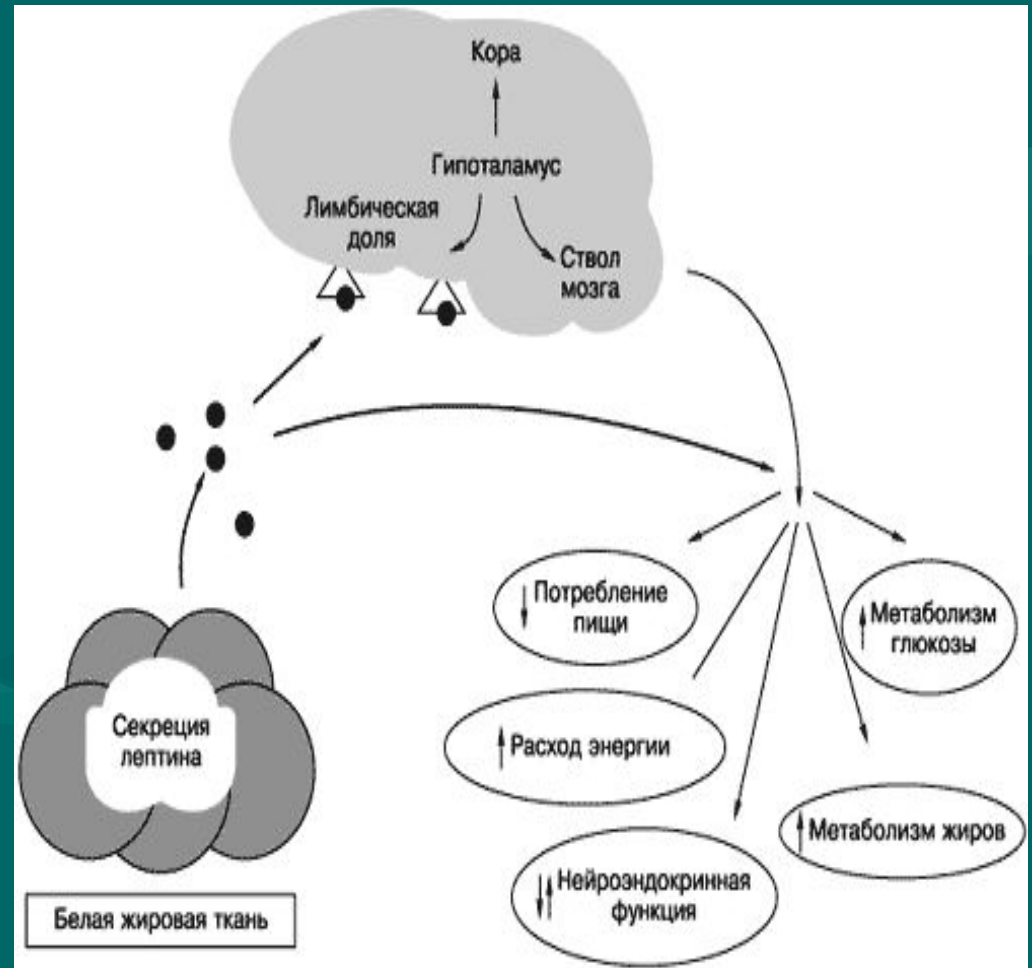 Кора
Гипоталамус
Лимбическая
доля
Ствол
мозга
↓ Потребление
пищи
↑ Метаболизм
глюкозы
Секреция
лептина
↑ Расход энергии
↑ Метаболизм жиров
↓↑ Нейроэндокринная
функция
Белая жировая ткань